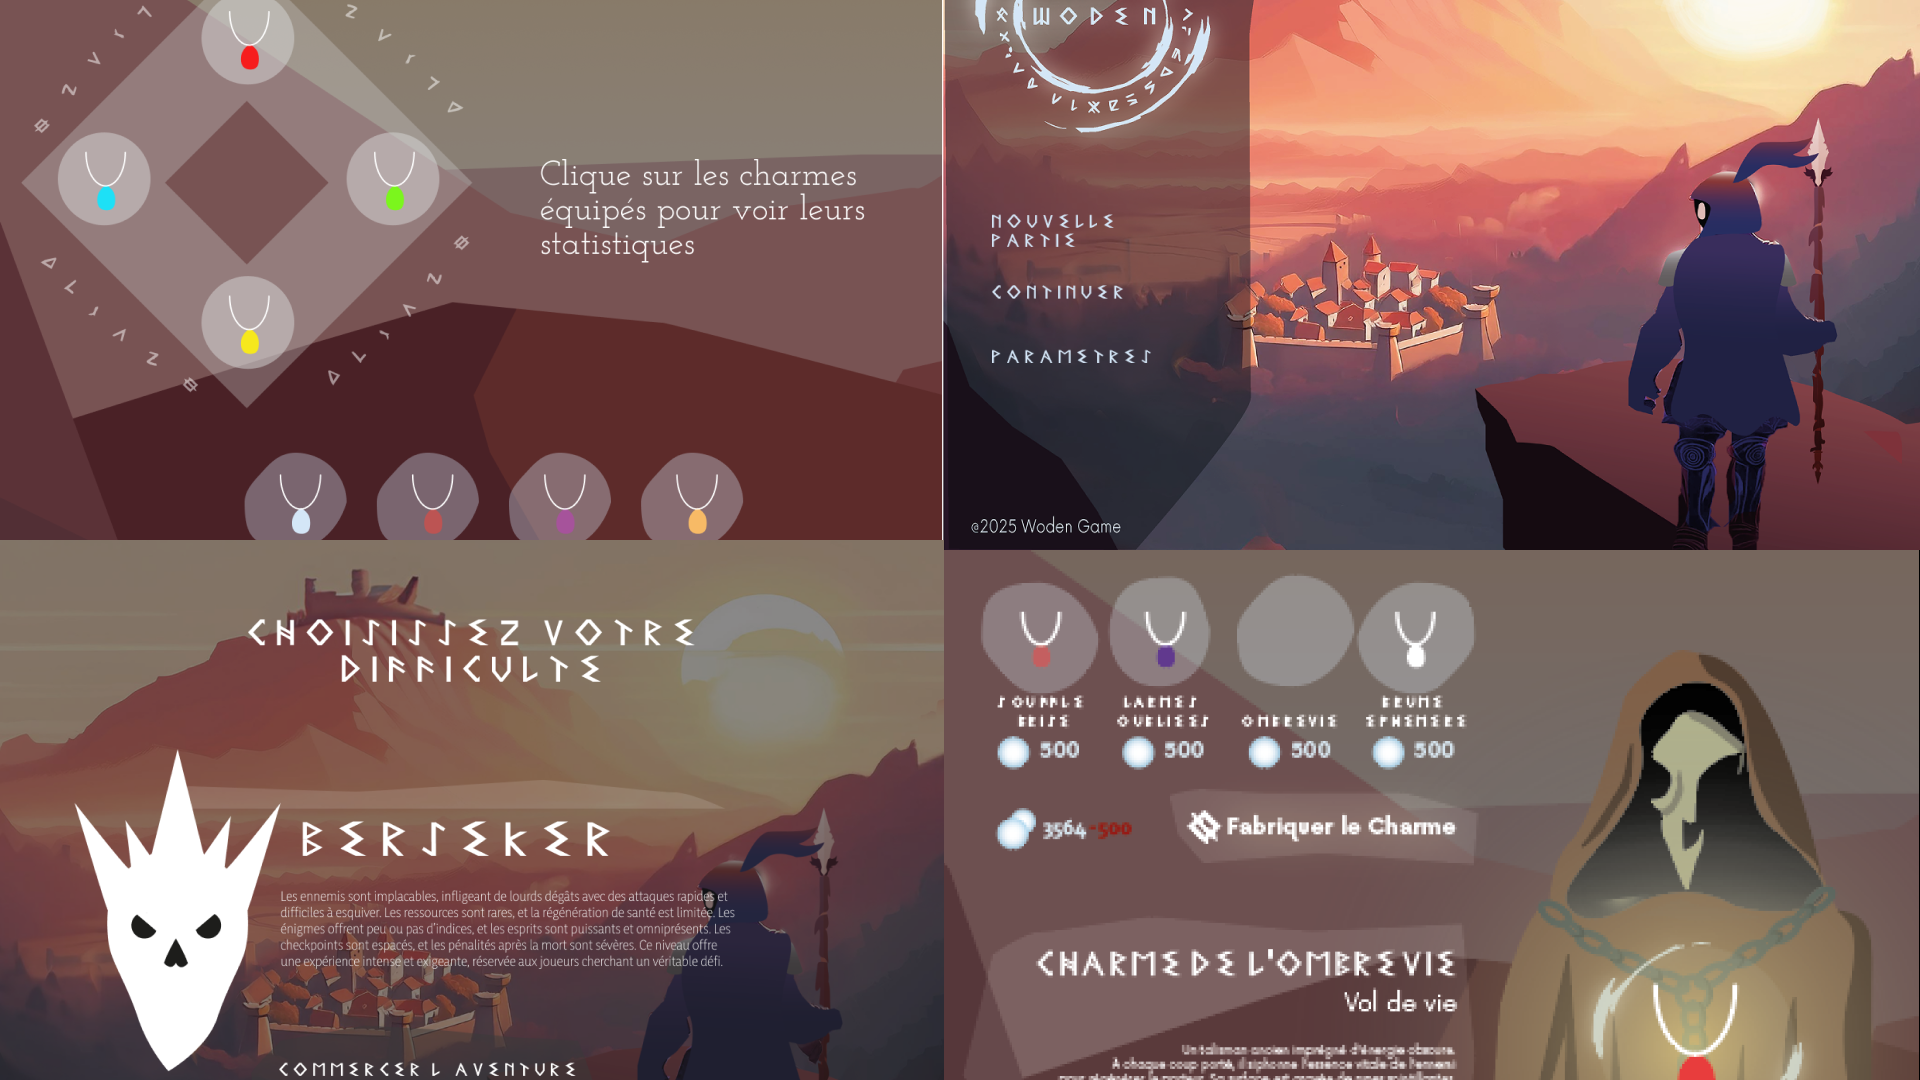 Clique sur les charmes
équipés pour voir leurs
statistiques
WODEN
NOUVELLE
PARTIE
CONTINUER
PARAMETRES
©2025 Woden Game
CHOISISSEZ VOTRE
DIFFICULTE
BERSEKER
Les ennemis sont implacables, infligeant de lourds dégâts avec des attaques rapides et
difficiles à esquiver. Les ressources sont rares, et la régénération de santé est limitée. Les
énigmes offrent peu ou pas d'indices, et les esprits sont puissants et omniprésents. Les
checkpoints sont espacés, et les pénalités après la mort sont sévères. Ce niveau offre
une expérience intense et exigeante, réservée aux joueurs cherchant un véritable défi.
COMMERCER L AVENTURE
SOUFFLE
BRISE
LARMES
OUBLIEES
OMBREVIE
BRUME
EPHEMERE
500
500
500
500
3564 -500
Fabriquer le Charme
CHARME DE L'OMBREVIE
Vol de vie
Un talisman ancien imprégné d'énergie obscure.
A chaque coup porté, il siphonne l'essence vitale de l'ennemi